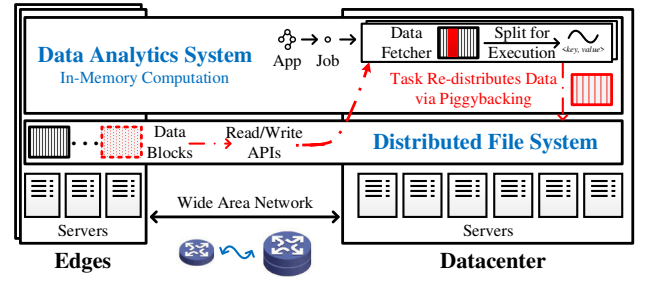 Data Analytics System
In-Memory Computation
App
Job
Data
Fetcher
Split for
Execution
<key, value>
Task Re-distributes Data
via Piggybacking
Data
Blocks
Read/Write
APIs
Distributed File System
Wide Area Network
Servers
Servers
Edges
Datacenter